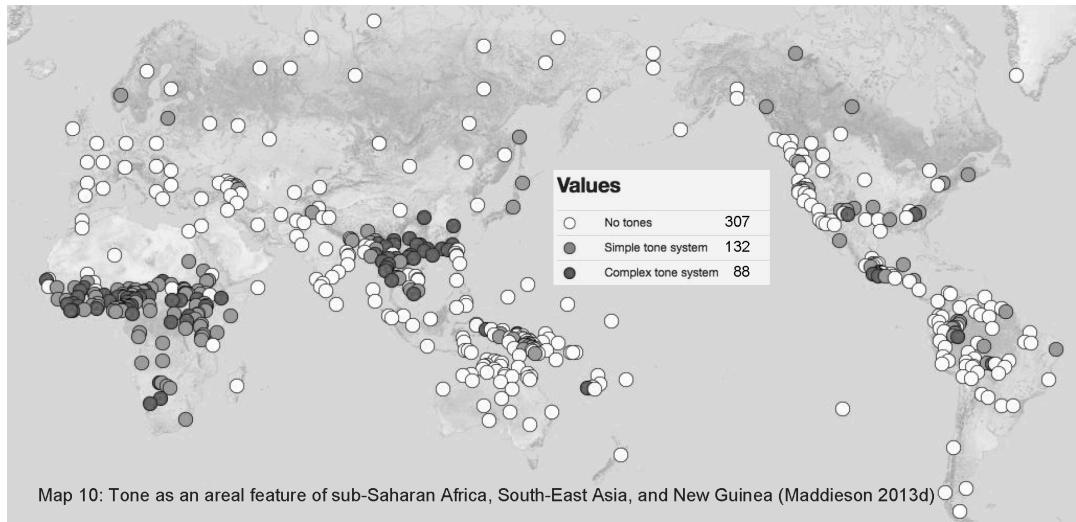 Values
No tones 307
Simple tone system 132
Complex tone system 88
Map 10: Tone as an areal feature of sub-Saharan Africa, South-East Asia, and New Guinea (Maddieson 2013d)